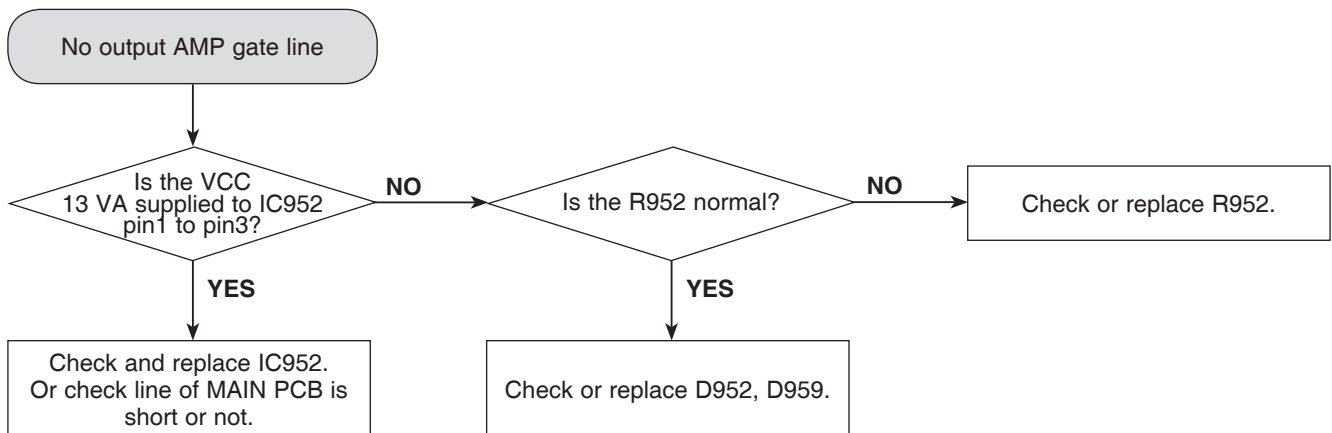 No output AMP gate line
Is the VCC
13 VA supplied to IC952
pin1 to pin3?
NO
Is the R952 normal?
NO
Check or replace R952.
YES
YES
Check and replace IC952.
Or check line of MAIN PCB is
short or not.
Check or replace D952, D959.